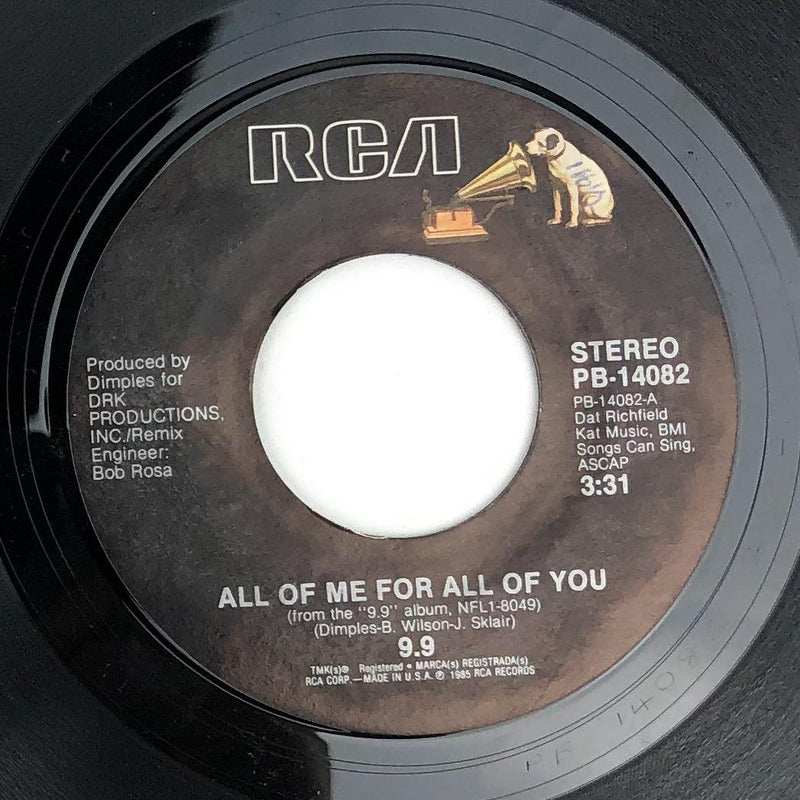 RCA
Produced by
Dimples for
DRK
PRODUCTIONS,
INC./Remix
Engineer:
Bob Rosa
STEREO
PB-14082
PB-14082-A
Dat Richfield
Kat Music, BMI
Songs Can Sing,
ASCAP
3:31
ALL OF ME FOR ALL OF YOU
(from the "9.9" album, NFL1-8049)
(Dimples-B. Wilson-J. Sklair)
9.9
TMK(s)® Registered • MARCA(s) REGISTRADA(s)
RCA CORP.—MADE IN U.S.A. ℗ 1985 RCA RECORDS